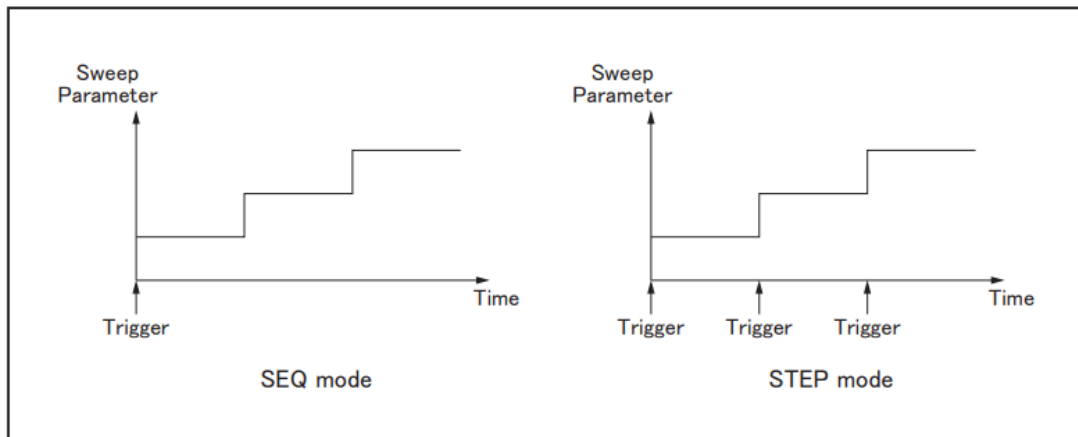 Sweep
Parameter
Time
Trigger
SEQ mode
Sweep
Parameter
Time
Trigger
Trigger
Trigger
STEP mode